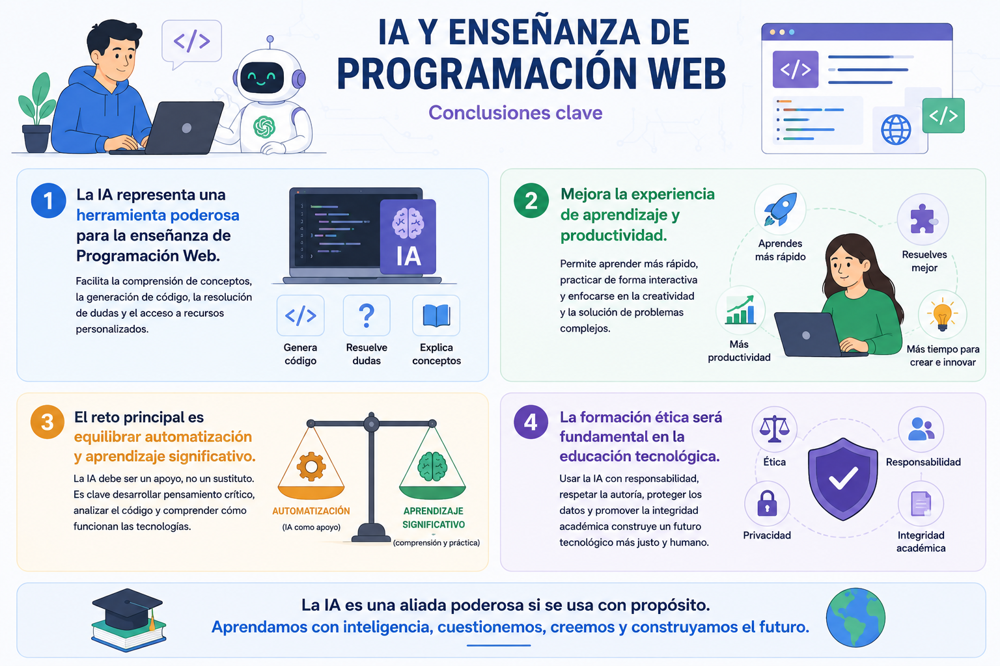 </>
IA Y ENSEÑANZA DE
PROGRAMACIÓN WEB
Conclusiones clave
</>
</>
1
La IA representa una
herramienta poderosa
para la enseñanza de
Programación Web.
Facilita la comprensión de conceptos,
la generación de código, la resolución
de dudas y el acceso a recursos
personalizados.
IA
</>
?
Genera
código
Resuelve
dudas
Explica
conceptos
2
Mejora la experiencia
de aprendizaje y
productividad.
Permite aprender más rápido,
practicar de forma interactiva
y enfocarse en la creatividad
y la solución de problemas
complejos.
Aprendes
más rápido
Resuelves
mejor
Más
productividad
Más tiempo para
crear e innovar
3
El reto principal es
equilibrar automatización
y aprendizaje significativo.
La IA debe ser un apoyo, no un sustituto.
Es clave desarrollar pensamiento crítico,
analizar el código y comprender cómo
funcionan las tecnologías.
AUTOMATIZACIÓN
(IA como apoyo)
APRENDIZAJE
SIGNIFICATIVO
(comprensión y práctica)
4
La formación ética será
fundamental en la
educación tecnológica.
Usar la IA con responsabilidad,
respetar la autoría, proteger los
datos y promover la integridad
académica construye un futuro
tecnológico más justo y humano.
Ética
Responsabilidad
Privacidad
Integridad
académica
La IA es una aliada poderosa si se usa con propósito.
Aprendamos con inteligencia, cuestionemos, creemos y construyamos el futuro.